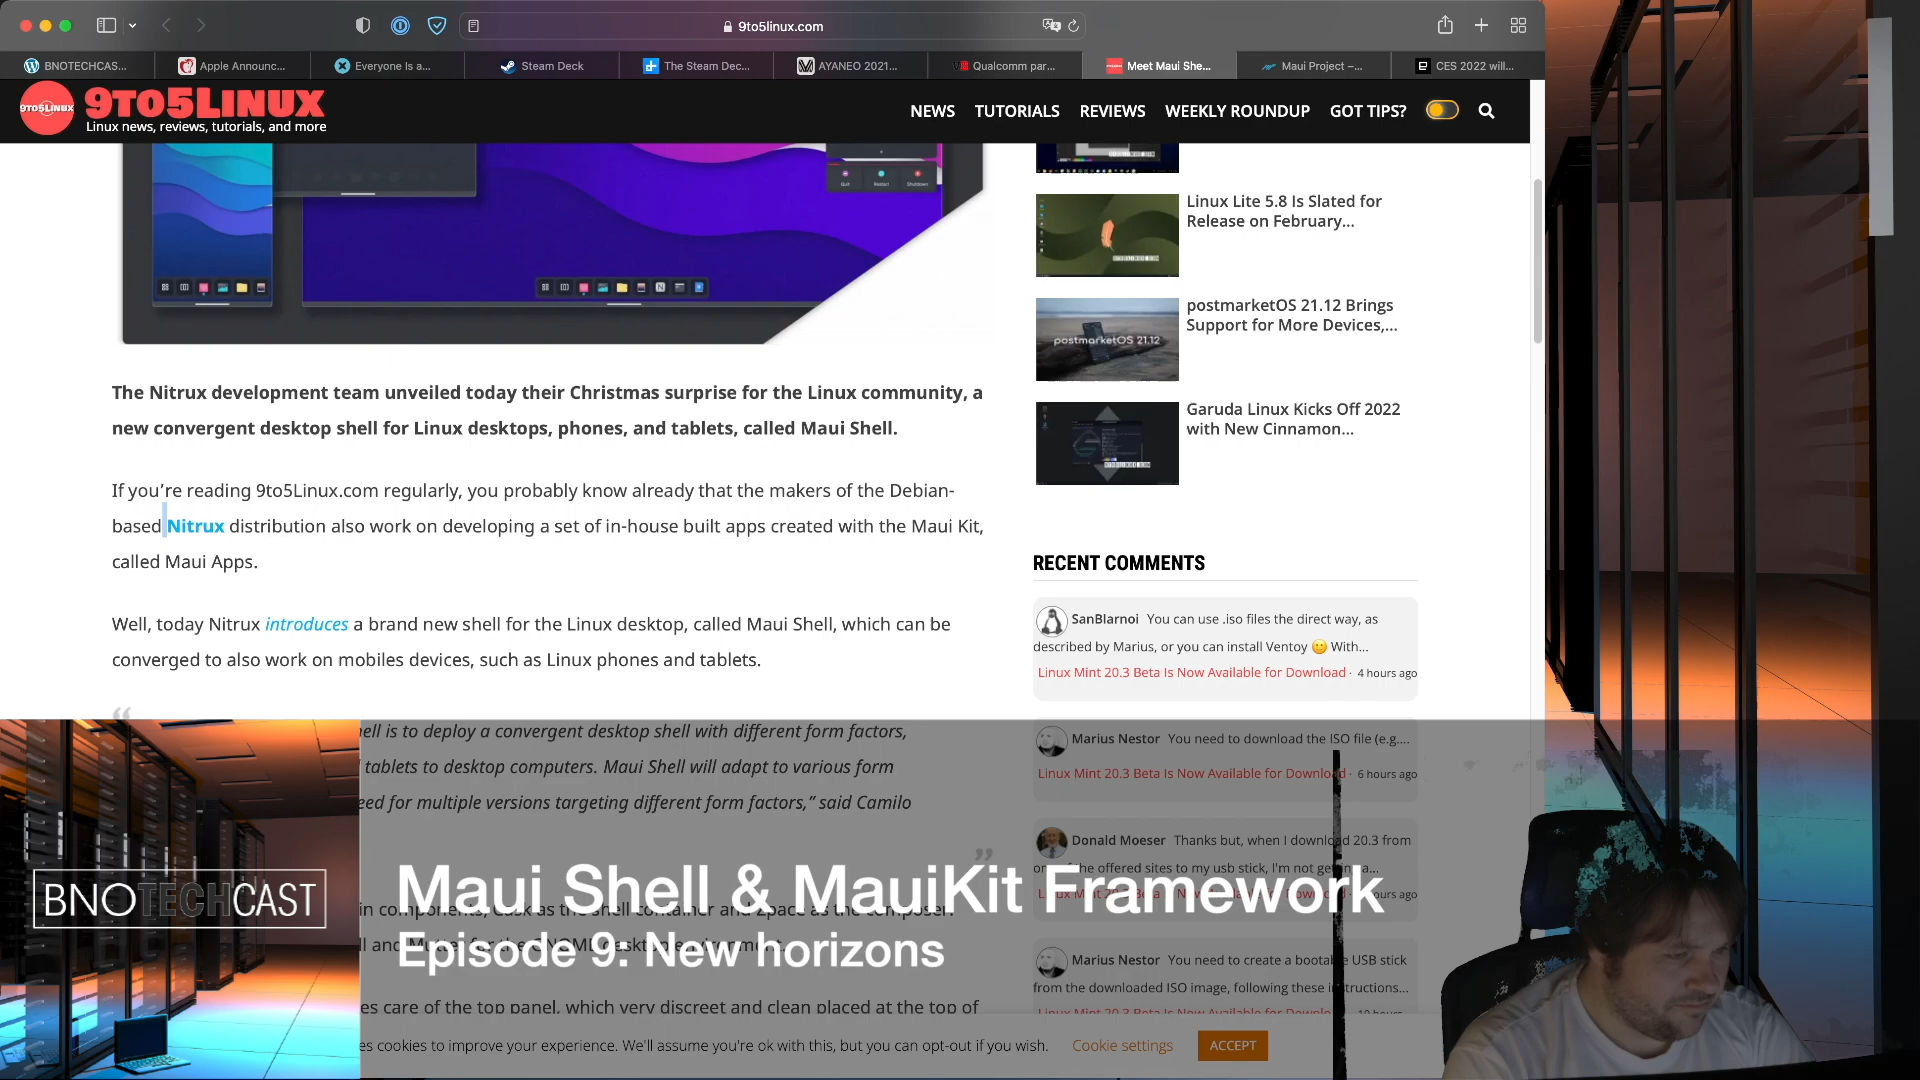 9to5linux.com
BNOTECHCAS...
Apple Announc...
Everyone Is a...
Steam Deck
The Steam Dec...
AYANEO 2021...
Qualcomm par...
Meet Maui She...
Maui Project –...
CES 2022 will...
9TO5LINUX
9TO5LINUX
Linux news, reviews, tutorials, and more
NEWS
TUTORIALS
REVIEWS
WEEKLY ROUNDUP
GOT TIPS?
Quit
Restart
Shutdown
The Nitrux development team unveiled today their Christmas surprise for the Linux community, a
new convergent desktop shell for Linux desktops, phones, and tablets, called Maui Shell.
If you’re reading 9to5Linux.com regularly, you probably know already that the makers of the Debian-
based Nitrux distribution also work on developing a set of in-house built apps created with the Maui Kit,
called Maui Apps.
Well, today Nitrux introduces a brand new shell for the Linux desktop, called Maui Shell, which can be
converged to also work on mobiles devices, such as Linux phones and tablets.
ell is to deploy a convergent desktop shell with different form factors,
tablets to desktop computers. Maui Shell will adapt to various form
eed for multiple versions targeting different form factors,” said Camilo
in components, Cask as the shell container and Zpace as the composer.
ll and Mutter for the GNOME desktop environment.
es care of the top panel, which very discreet and clean placed at the top of
Linux Lite 5.8 Is Slated for
Release on February...
postmarketOS 21.12
postmarketOS 21.12 Brings
Support for More Devices,...
Garuda Linux Kicks Off 2022
with New Cinnamon...
RECENT COMMENTS
SanBlarnoi You can use .iso files the direct way, as
described by Marius, or you can install Ventoy 🙂 With...
Linux Mint 20.3 Beta Is Now Available for Download · 4 hours ago
Marius Nestor You need to download the ISO file (e.g....
Linux Mint 20.3 Beta Is Now Available for Download · 6 hours ago
Donald Moeser Thanks but, when I download 20.3 from
of the offered sites to my usb stick, I'm not
hours ago
Marius Nestor You need to create a bootable USB stick
from the downloaded ISO image, following these instructions...
Linux Mint 20.3 Beta Is Now Available for Downlo
es cookies to improve your experience. We'll assume you're ok with this, but you can opt-out if you wish.
Cookie settings
ACCEPT
BNOTECHCAST
Maui Shell & MauiKit Framework
Episode 9: New horizons